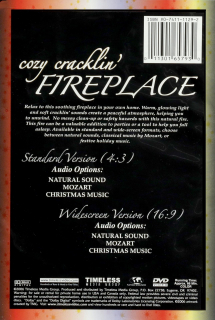 cozy cracklin'
FIREPLACE
Relax to this soothing fireplace in your own home. Warm, glowing light
and soft cracklin' sounds create a peaceful atmosphere, helping you
to unwind. No messy clean-up or safety hazards with this natural fire.
This fire can be a valuable addition to parties or a tool to help you fall
asleep. Available in standard and wide-screen formats, choose
between natural sounds, classical music by Mozart, or
festive holiday music.
Standard Version (4:3)
Audio Options:
NATURAL SOUND
MOZART
CHRISTMAS MUSIC
Widescreen Version (16:9)
Audio Options:
NATURAL SOUND
MOZART
CHRISTMAS MUSIC
TIMELESS
MEDIA GROUP
DVD